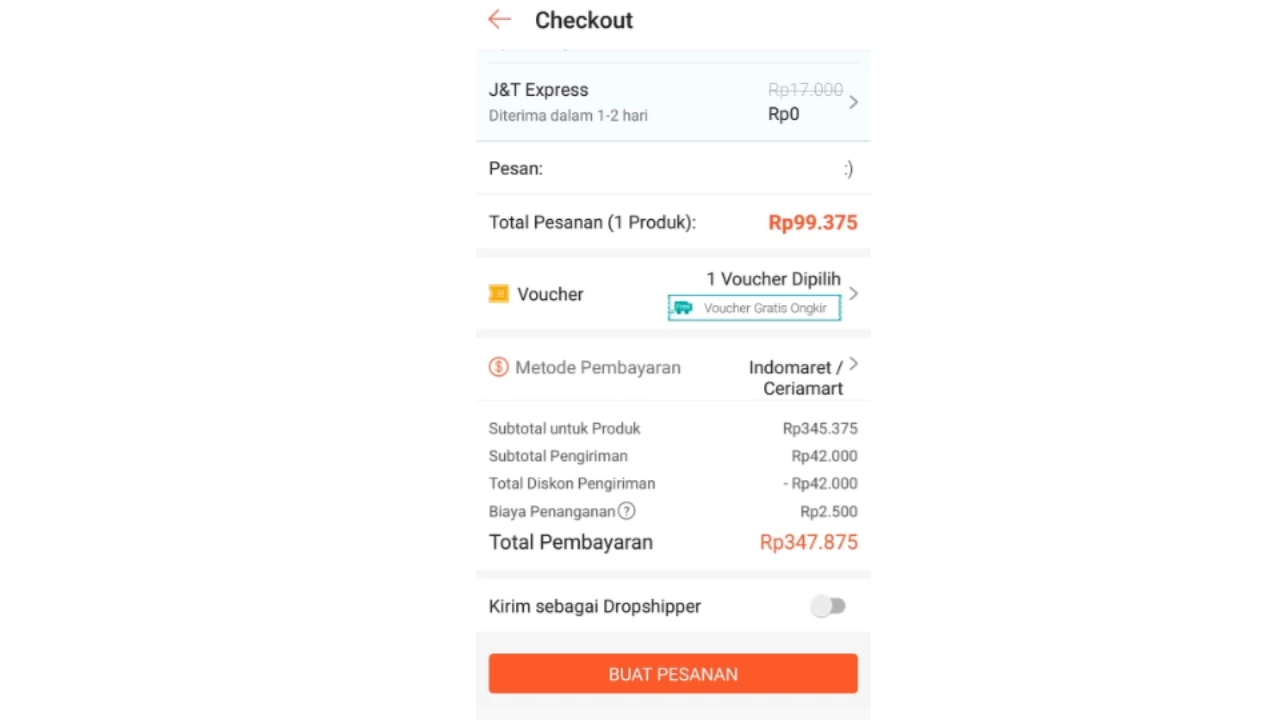 Checkout
J&T Express
Rp17.000
Diterima dalam 1-2 hari
Rp0
Pesan:
:)
Total Pesanan (1 Produk):
Rp99.375
Voucher
1 Voucher Dipilih
Voucher Gratis Ongkir
Metode Pembayaran
Indomaret /
Ceriamart
Subtotal untuk Produk
Rp345.375
Subtotal Pengiriman
Rp42.000
Total Diskon Pengiriman
- Rp42.000
Biaya Penanganan ?
Rp2.500
Total Pembayaran
Rp347.875
Kirim sebagai Dropshipper
BUAT PESANAN